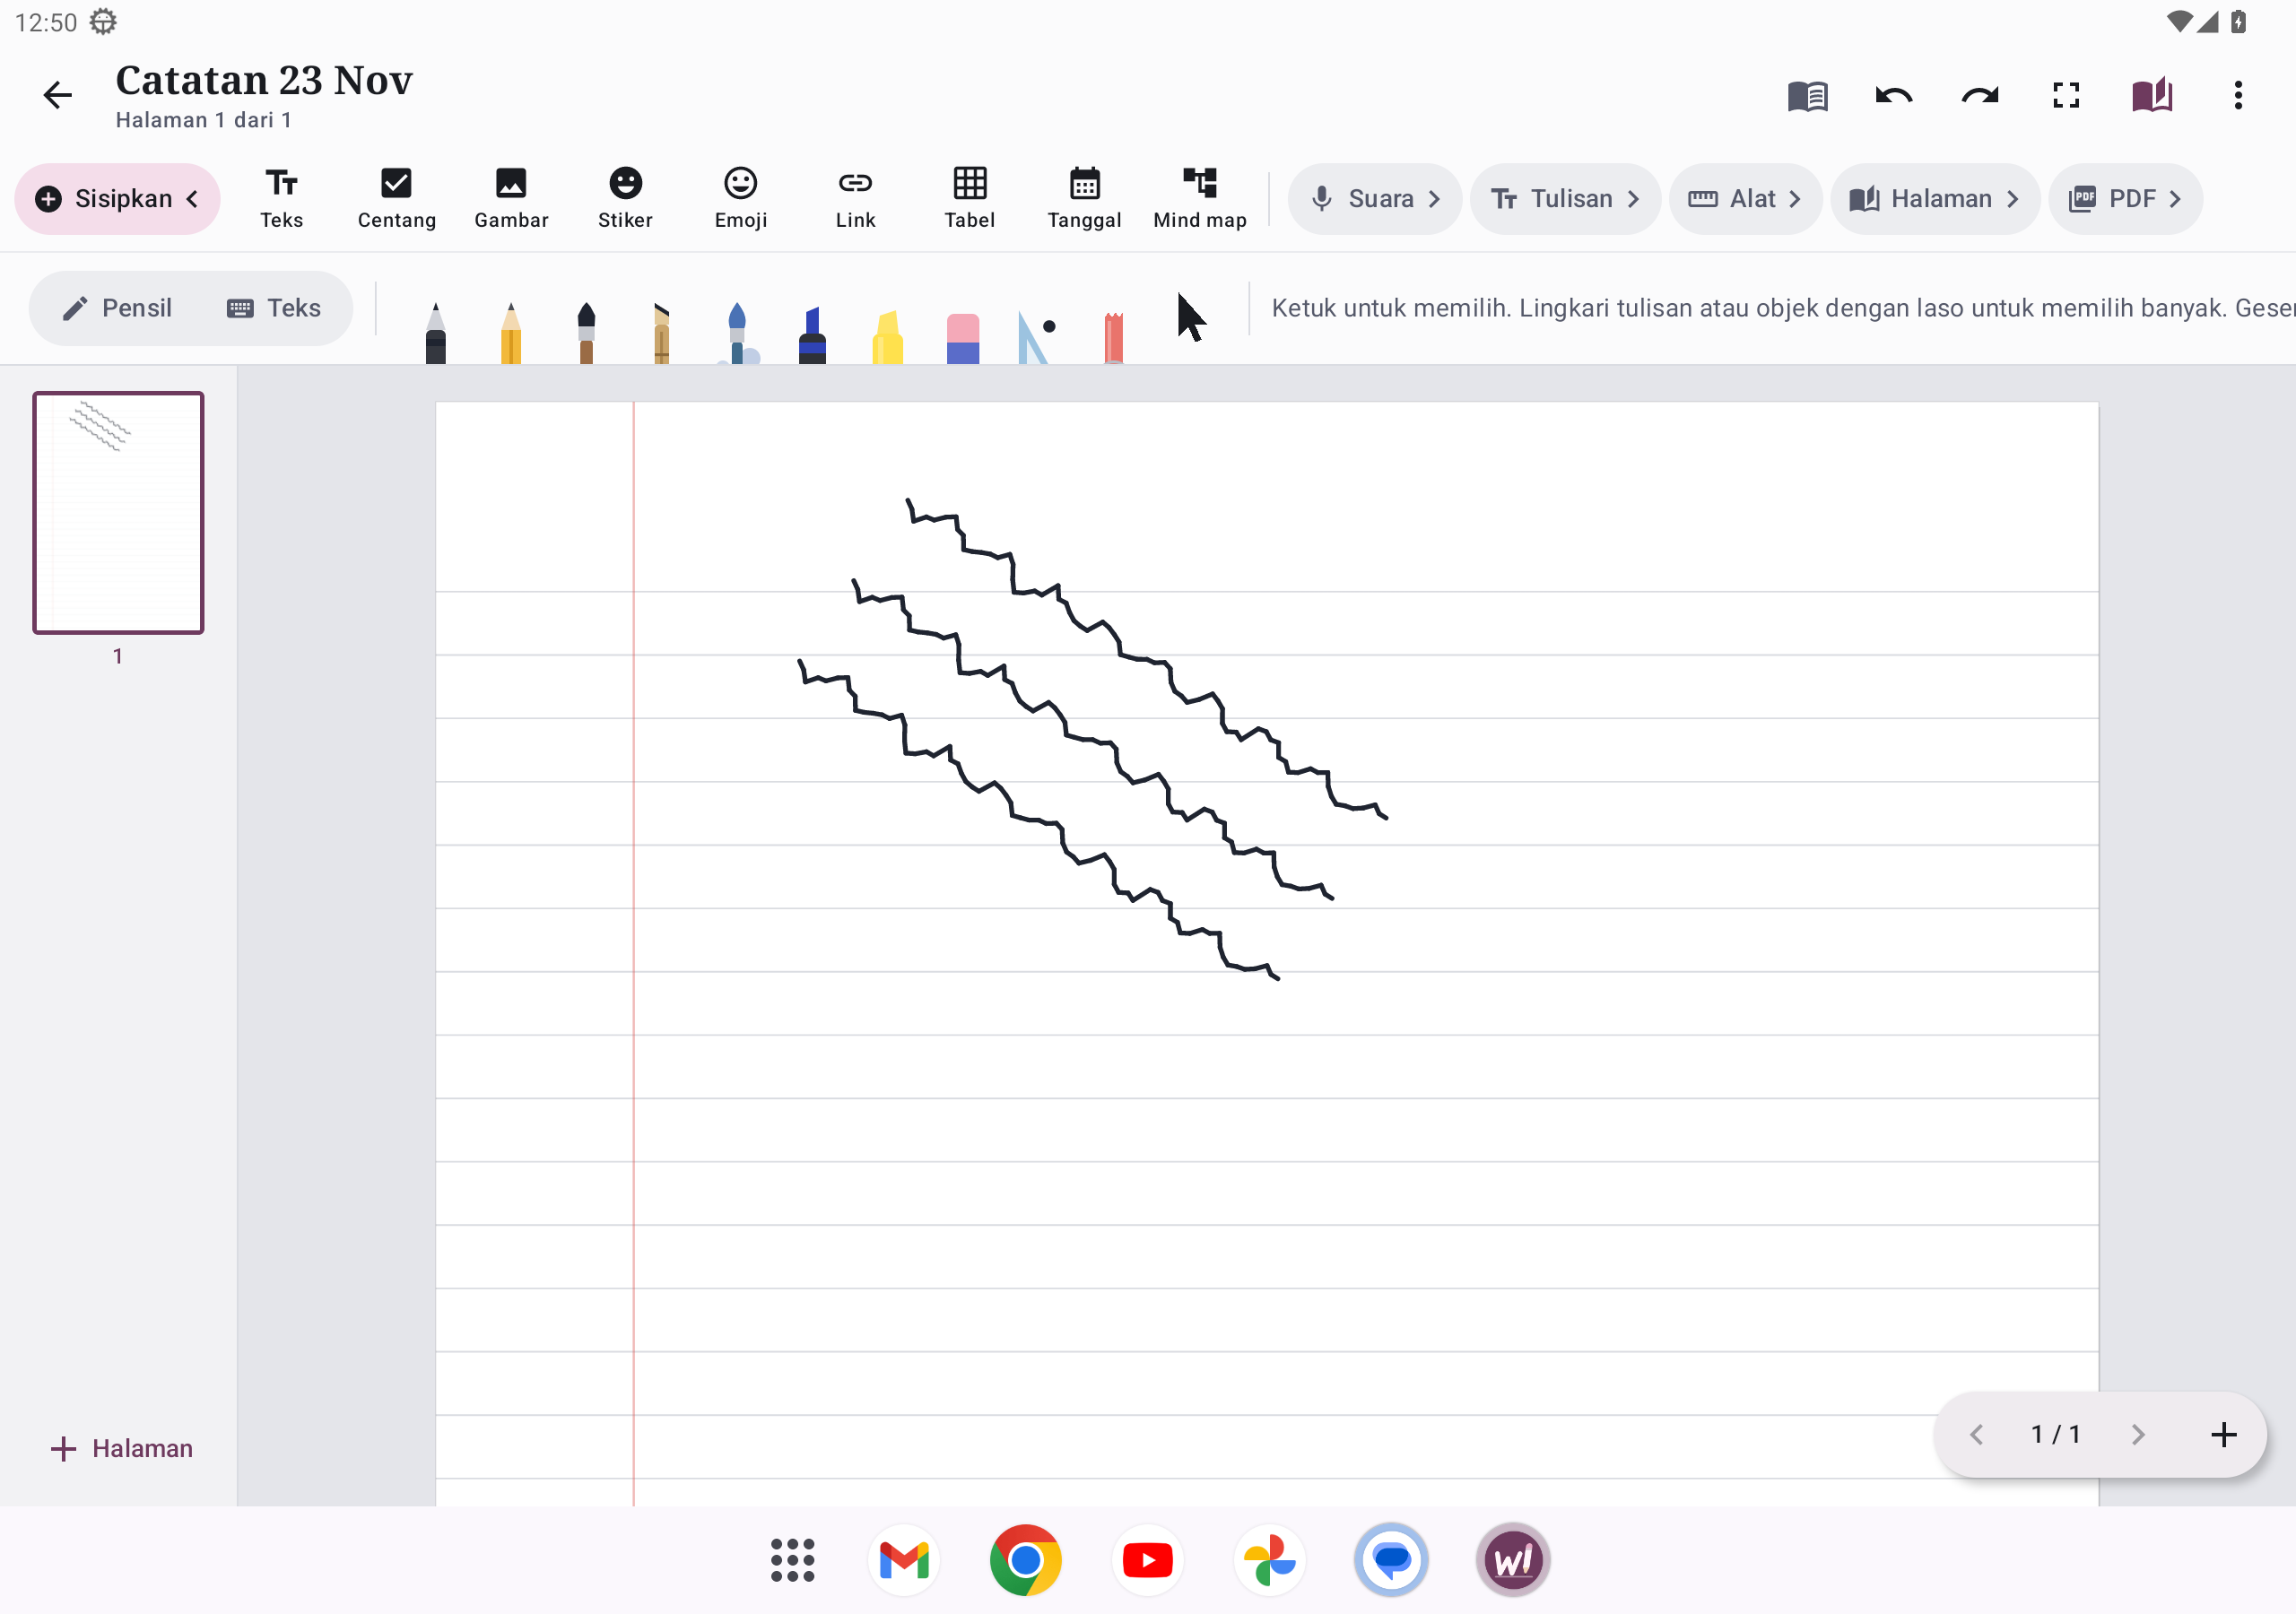 12:50
Catatan 23 Nov
Halaman 1 dari 1
Sisipkan
Teks
Centang
Gambar
Stiker
Emoji
Link
Tabel
Tanggal
Mind map
Suara
Tulisan
Alat
Halaman
PDF
Pensil
Teks
Ketuk untuk memilih. Lingkari tulisan atau objek dengan laso untuk memilih banyak. Geser
1
Halaman
1 / 1